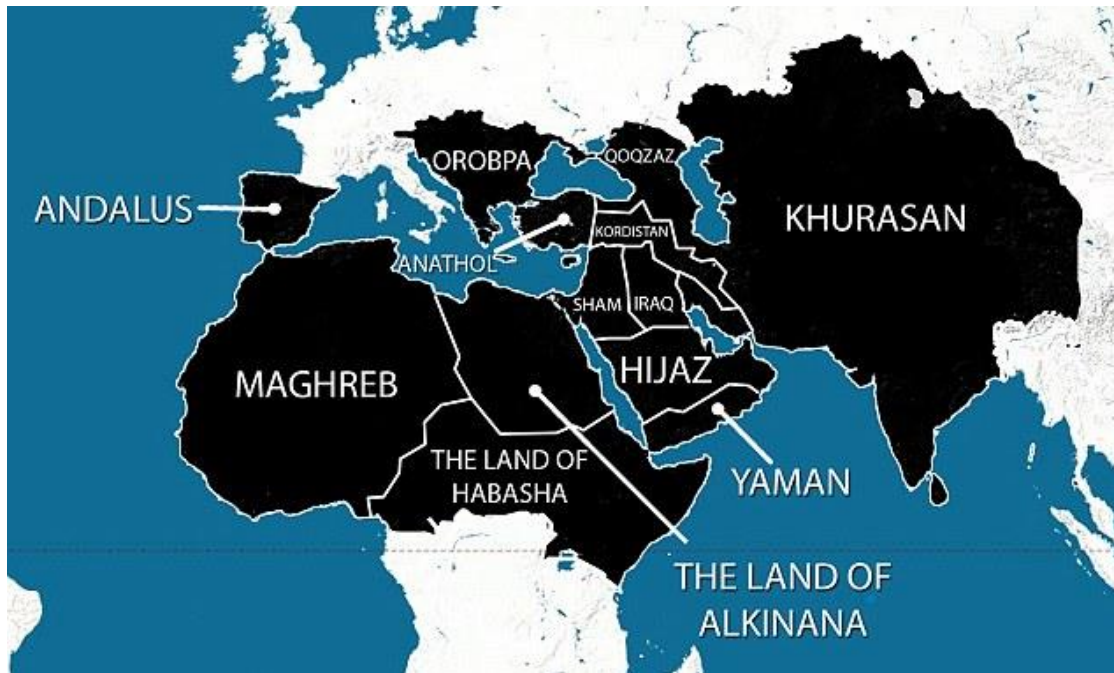 OROBPA
QOQZAZ
ANDALUS
KHURASAN
KORDISTAN
ANATHOL
SHAM
IRAQ
MAGHREB
HIJAZ
THE LAND OF
HABASHA
YAMAN
THE LAND OF
ALKINANA